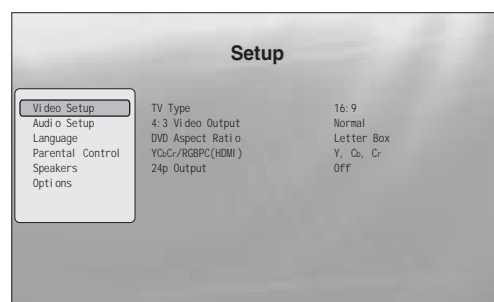 Setup
Video Setup
Audio Setup
Language
Parental Control
Speakers
Options
TV Type 16:9
4:3 Video Output Normal
DVD Aspect Ratio Letter Box
YCbCr/RGBPC(HDMI) Y, Cb, Cr
24p Output Off